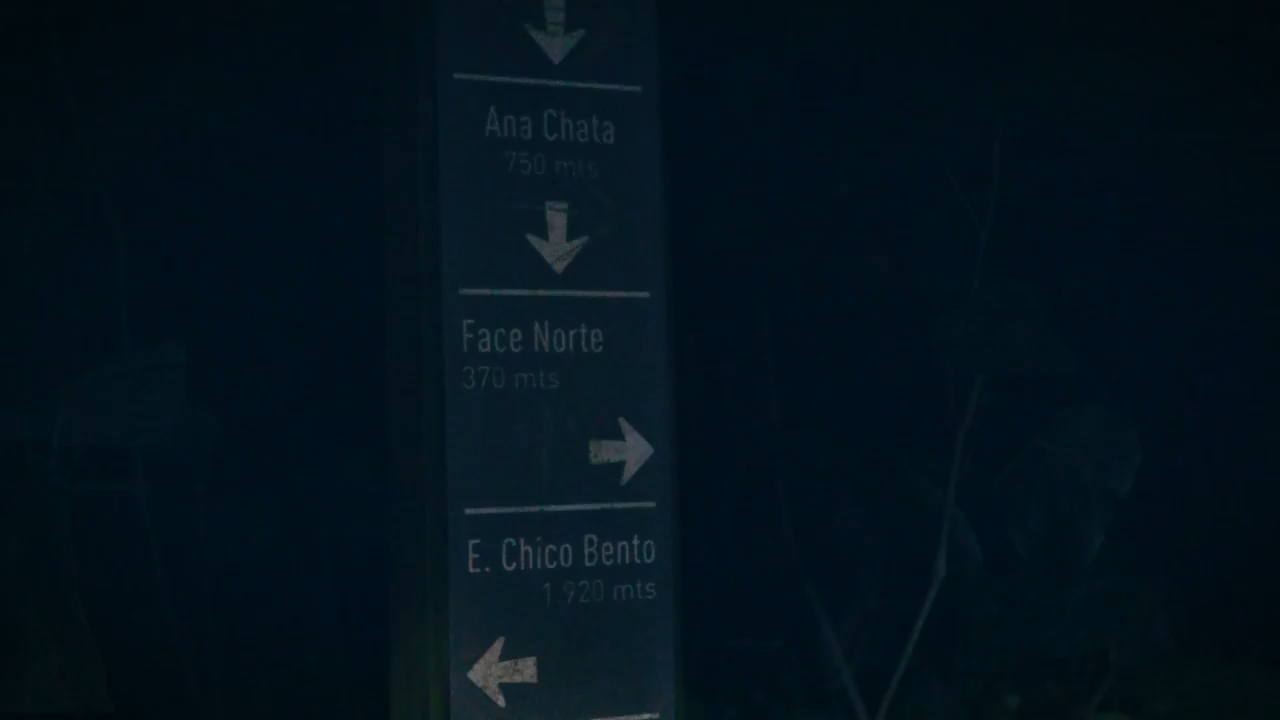 Ana Chata
750 mts
Face Norte
370 mts
E. Chico Bento
1.920 mts